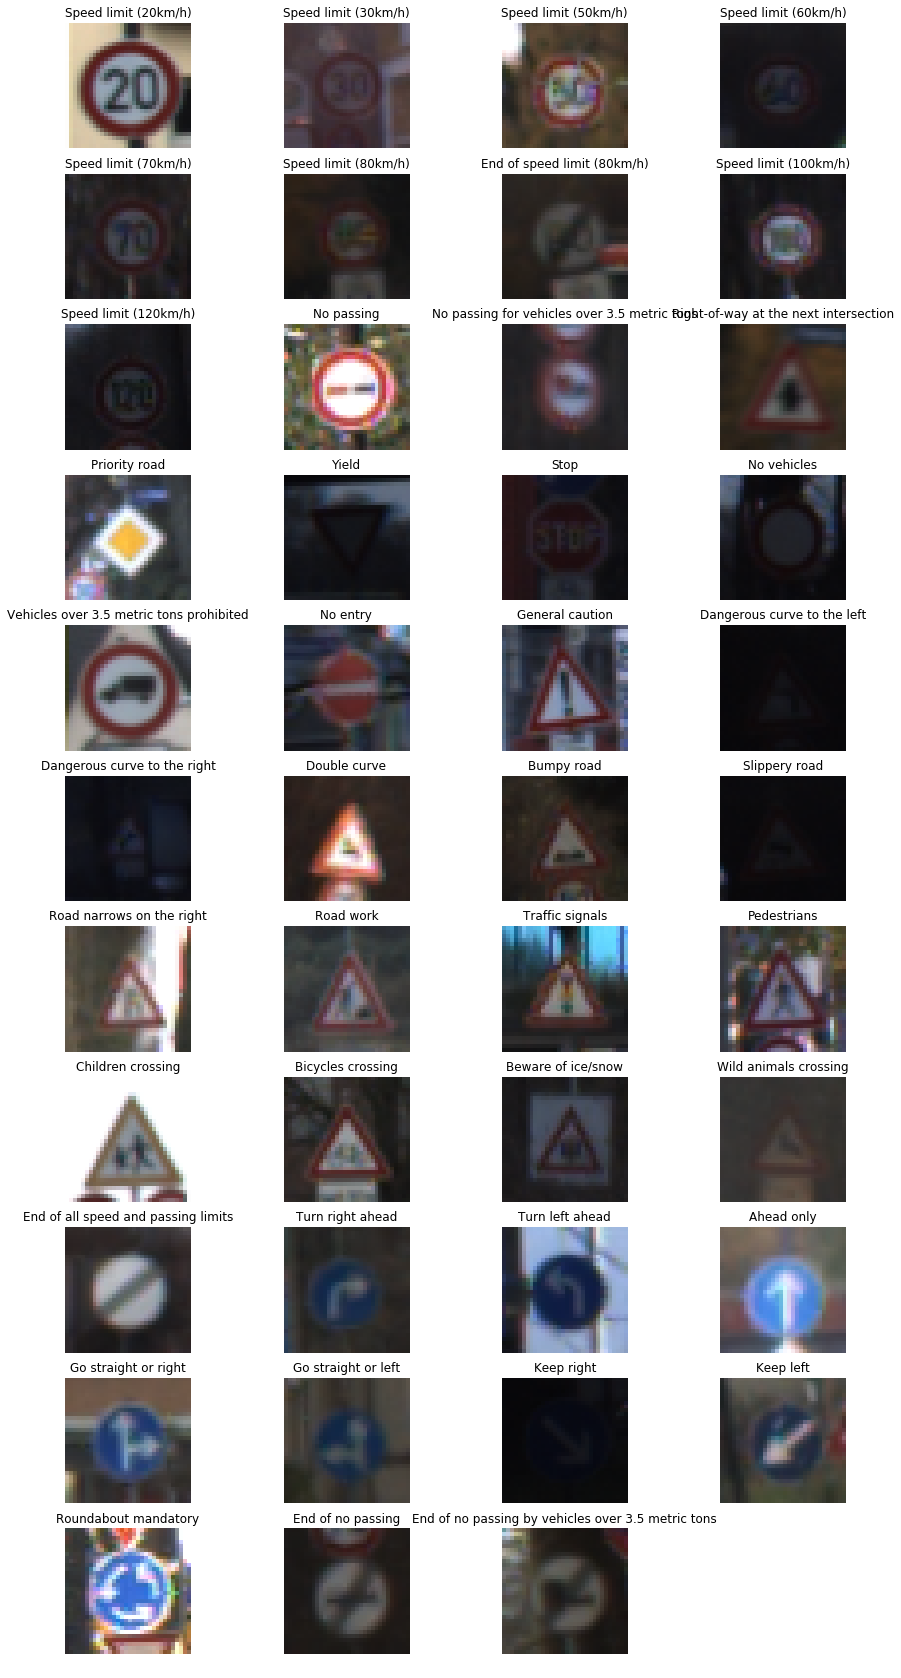 Speed limit (20km/h)
Speed limit (30km/h)
Speed limit (50km/h)
Speed limit (60km/h)
20
30
Speed limit (70km/h)
Speed limit (80km/h)
End of speed limit (80km/h)
Speed limit (100km/h)
70
Speed limit (120km/h)
No passing
No passing for vehicles over 3.5 metric tons
Right-of-way at the next intersection
120
Priority road
Yield
Stop
No vehicles
STOP
Vehicles over 3.5 metric tons prohibited
No entry
General caution
Dangerous curve to the left
Dangerous curve to the right
Double curve
Bumpy road
Slippery road
Road narrows on the right
Road work
Traffic signals
Pedestrians
Children crossing
Bicycles crossing
Beware of ice/snow
Wild animals crossing
End of all speed and passing limits
Turn right ahead
Turn left ahead
Ahead only
Go straight or right
Go straight or left
Keep right
Keep left
Roundabout mandatory
End of no passing
End of no passing by vehicles over 3.5 metric tons